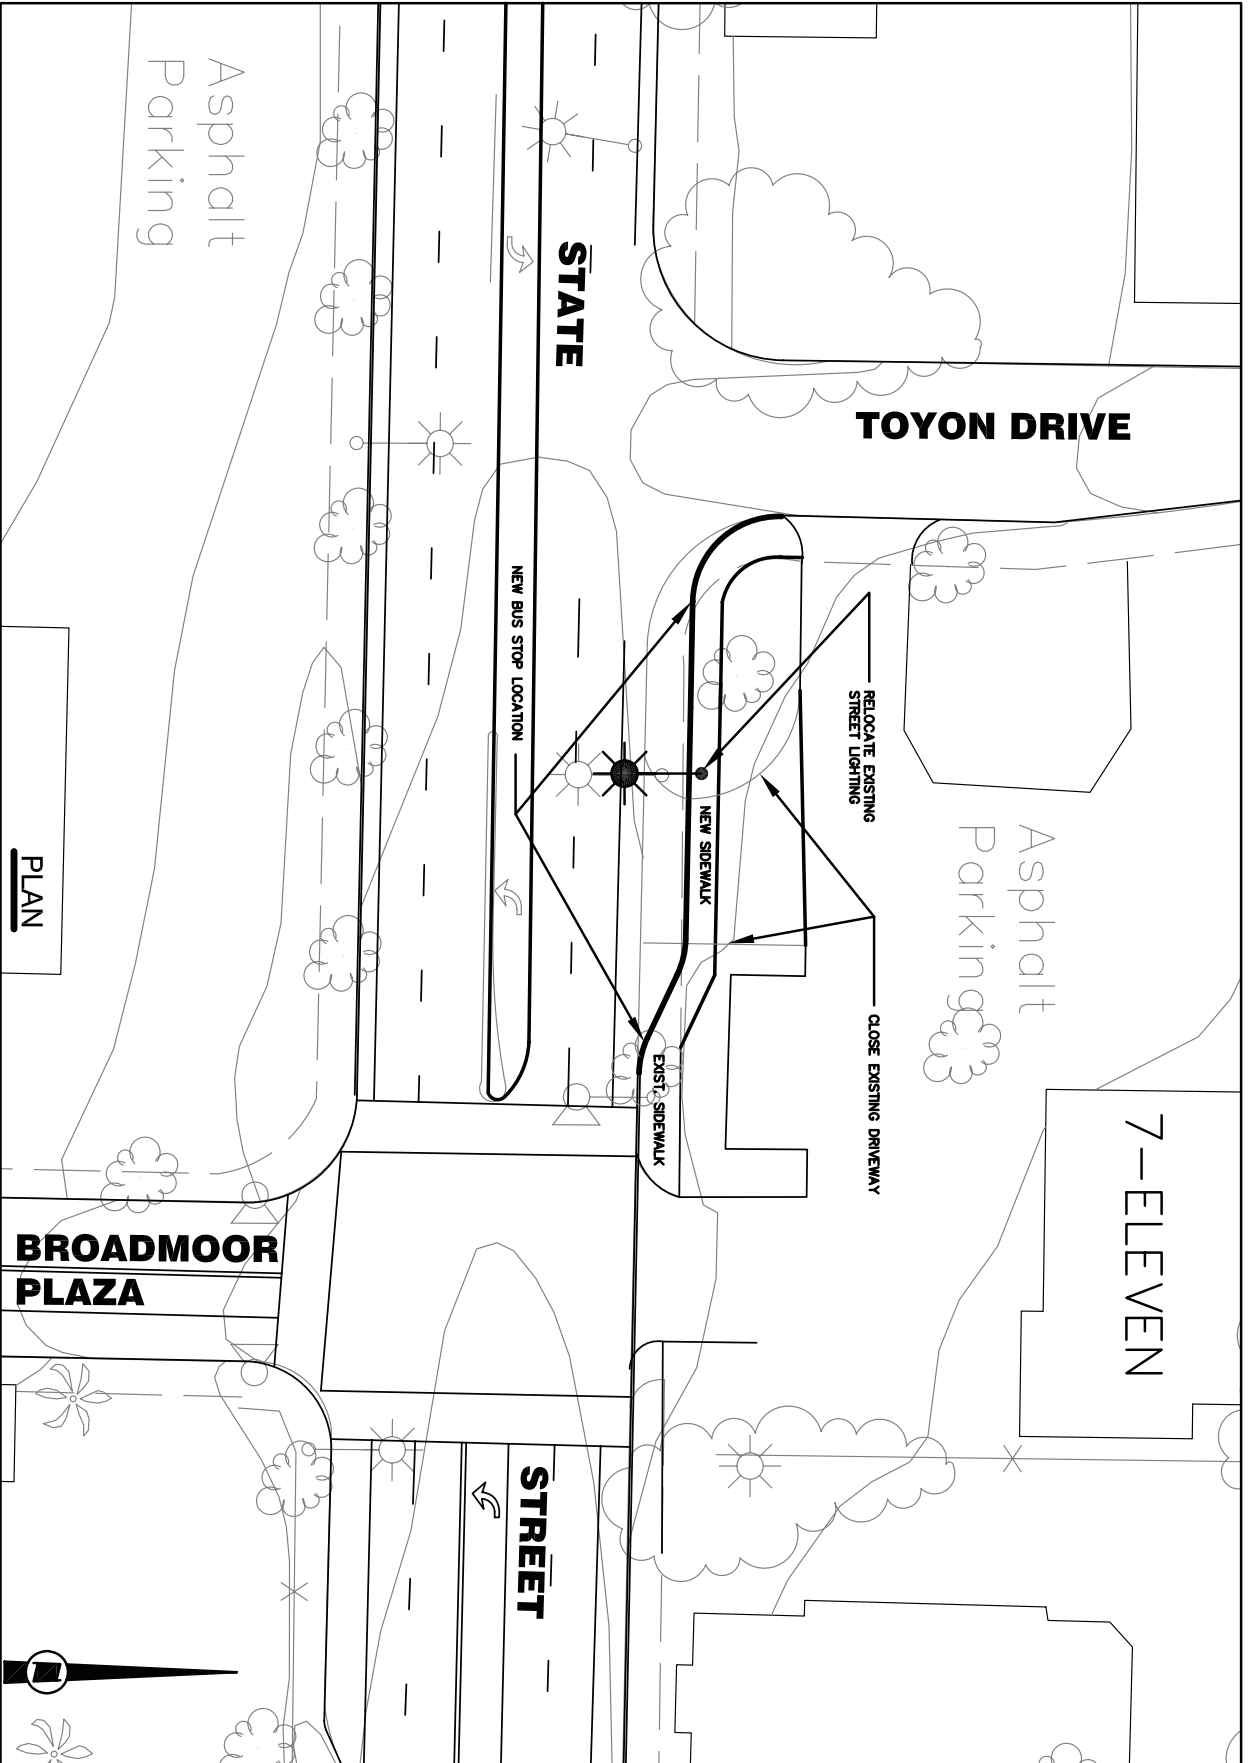 Asphalt
Parking
STATE
TOYON DRIVE
NEW BUS STOP LOCATION
RELOCATE EXISTING
STREET LIGHTING
NEW SIDEWALK
Asphalt
Parking
CLOSE EXISTING DRIVEWAY
EXIST. SIDEWALK
7-ELEVEN
PLAN
BROADMOOR
PLAZA
STREET
n